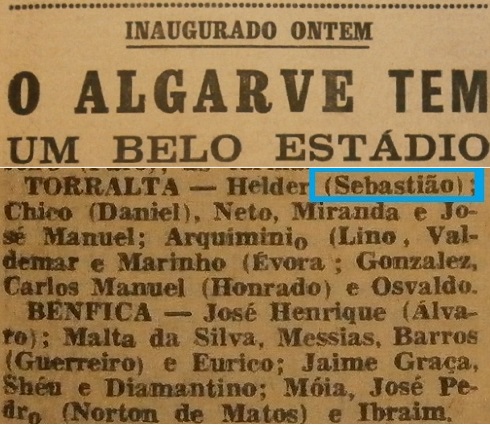 INAUGURADO ONTEM
O ALGARVE TEM
UM BELO ESTÁDIO
TORRALTA — Helder (Sebastião);
Chico (Daniel), Neto, Miranda e Jo-
sé Manuel; Arquiminio (Lino, Val-
demar e Marinho (Évora; Gonzalez,
Carlos Manuel (Honrado) e Osvaldo.
BENFICA — José Henrique (Álva-
ro); Malta da Silva, Messias, Barros
(Guerreiro) e Eurico; Jaime Graça,
Shéu e Diamantino; Móia, José Pe-
dro (Norton de Matos) e Ibraim.